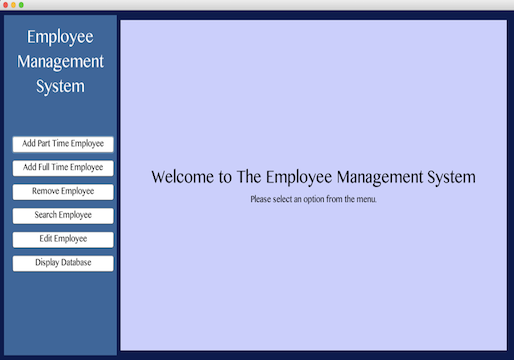 Employee
Management
System
Add Part Time Employee
Add Full Time Employee
Remove Employee
Search Employee
Edit Employee
Display Database
Welcome to The Employee Management System
Please select an option from the menu.